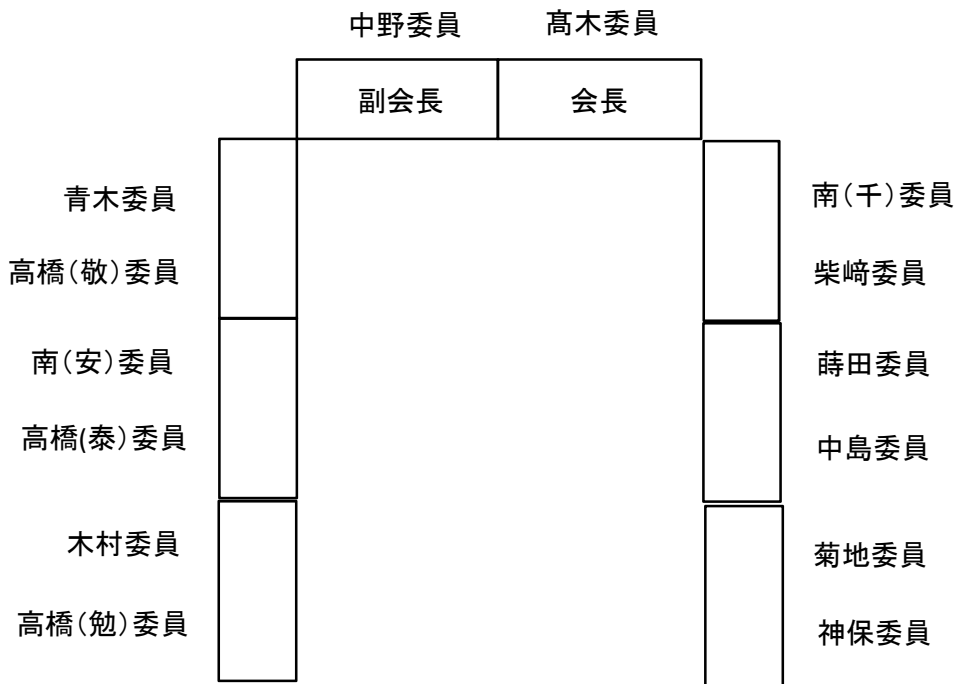 中野委員 髙木委員
副会長 会長
青木委員 南(千)委員
高橋(敬)委員 柴﨑委員
南(安)委員 蒔田委員
高橋(泰)委員 中島委員
木村委員 菊地委員
高橋(勉)委員 神保委員